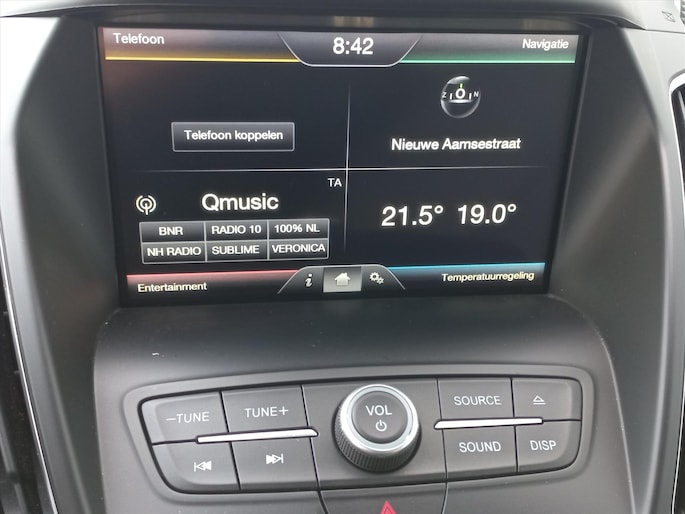 Telefoon
8:42
Navigatie
Z I O I N
Telefoon koppelen
Nieuwe Aamsestraat
TA
Qmusic
21.5° 19.0°
BNR
RADIO 10
100% NL
NH RADIO
SUBLIME
VERONICA
i
Entertainment
Temperatuurregeling
−TUNE
TUNE+
VOL
SOURCE
SOUND
DISP